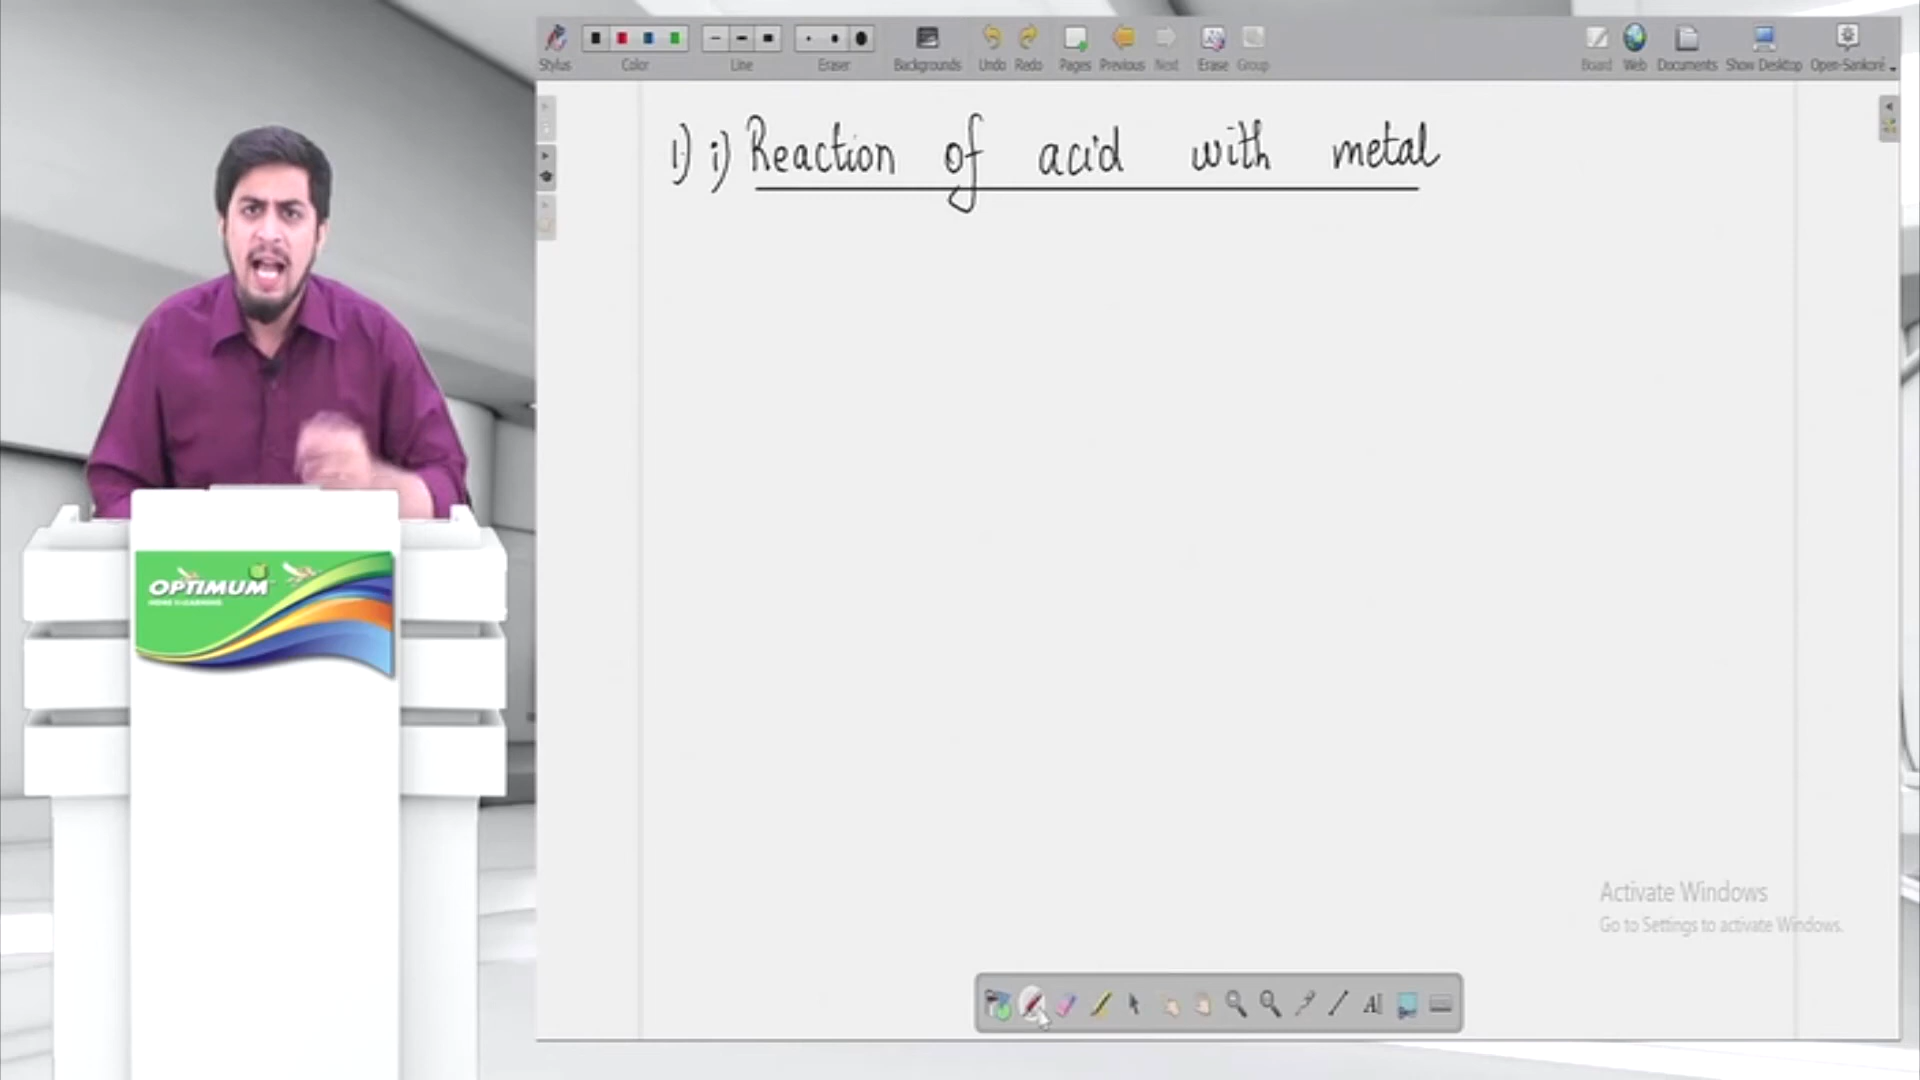 Stylus Color Line Eraser Backgrounds Undo Redo Pages Previous Next Erase Group Board Web Documents Show Desktop Open-Sankoré
1) i) Reaction of acid with metal
OPTIMUM
Activate Windows
Go to Settings to activate Windows.
A